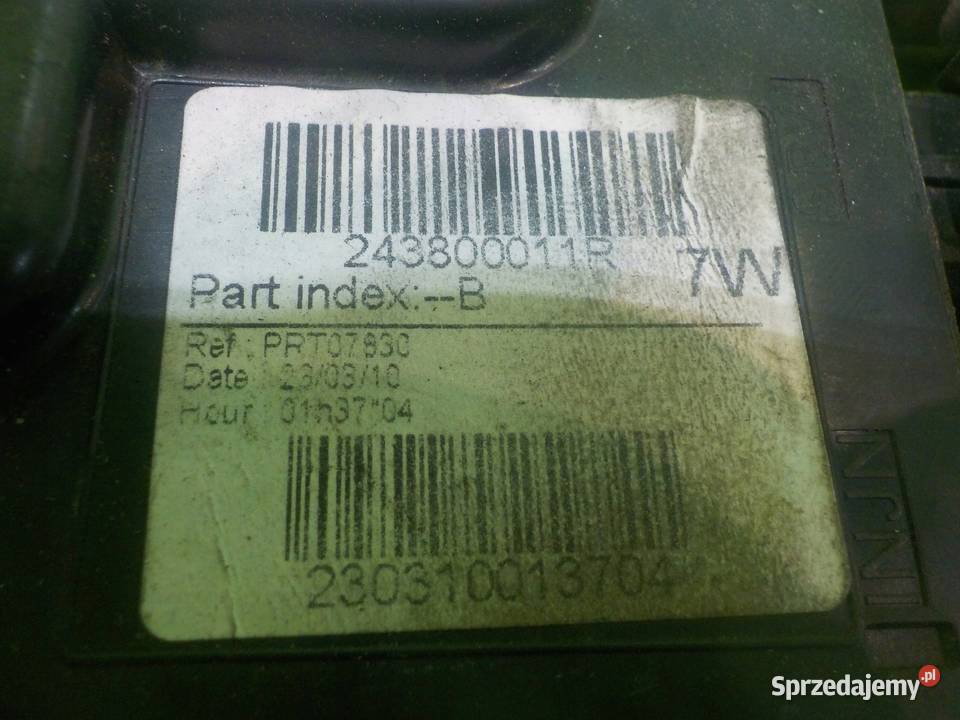 243800011R
7W
Part index:--B
Ref : PRT07630
Date : 23/03/10
Hour : 01h37"04
230310013704
Sprzedajemy.pl